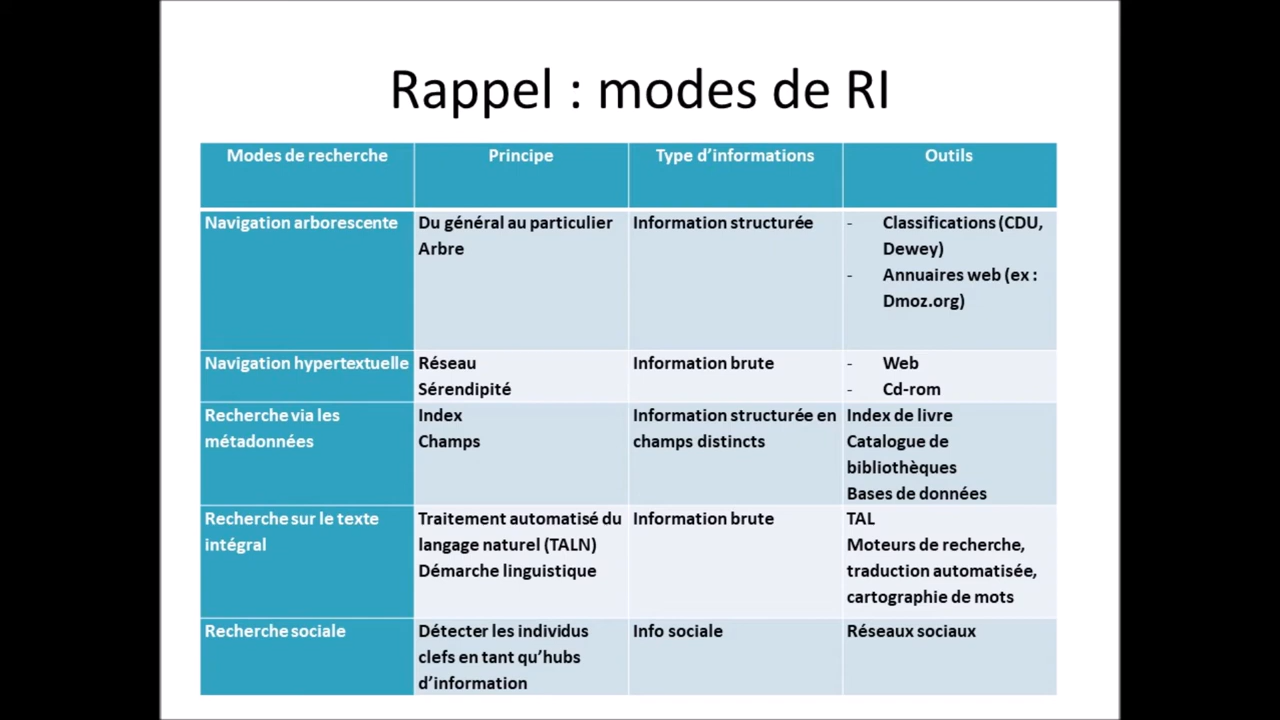 Rappel : modes de RI
Modes de recherche
Principe
Type d'informations
Outils
Navigation arborescente
Du général au particulier
Arbre
Information structurée
- Classifications (CDU,
Dewey)
- Annuaires web (ex :
Dmoz.org)
Navigation hypertextuelle
Réseau
Sérendipité
Information brute
- Web
- Cd-rom
Recherche via les
métadonnées
Index
Champs
Information structurée en
champs distincts
Index de livre
Catalogue de
bibliothèques
Bases de données
Recherche sur le texte
intégral
Traitement automatisé du
langage naturel (TALN)
Démarche linguistique
Information brute
TAL
Moteurs de recherche,
traduction automatisée,
cartographie de mots
Recherche sociale
Détecter les individus
clefs en tant qu'hubs
d'information
Info sociale
Réseaux sociaux